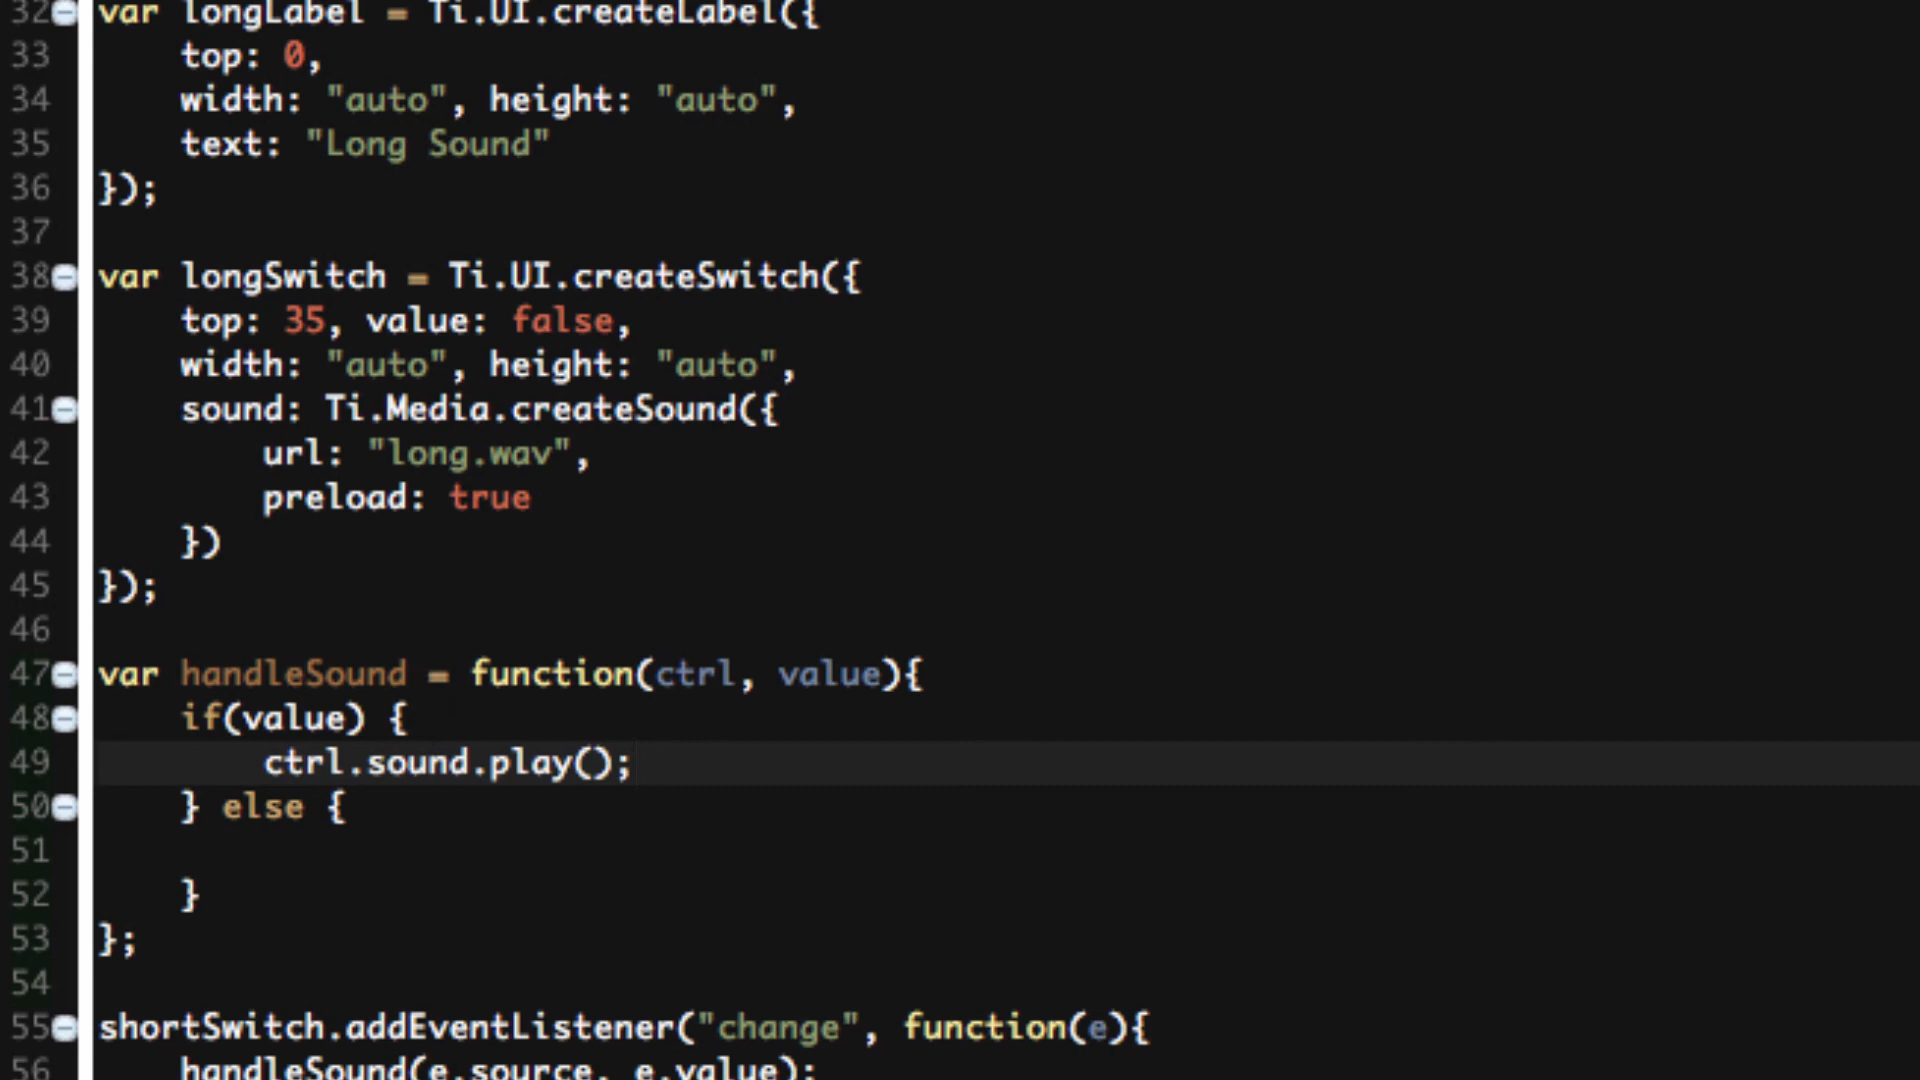 32 var longLabel = Ti.UI.createLabel({
33 top: 0,
34 width: "auto", height: "auto",
35 text: "Long Sound"
36 });
37
38 var longSwitch = Ti.UI.createSwitch({
39 top: 35, value: false,
40 width: "auto", height: "auto",
41 sound: Ti.Media.createSound({
42 url: "long.wav",
43 preload: true
44 })
45 });
46
47 var handleSound = function(ctrl, value){
48 if(value) {
49 ctrl.sound.play();
50 } else {
51
52 }
53 };
54
55 shortSwitch.addEventListener("change", function(e){
56 handleSound(e.source, e.value);